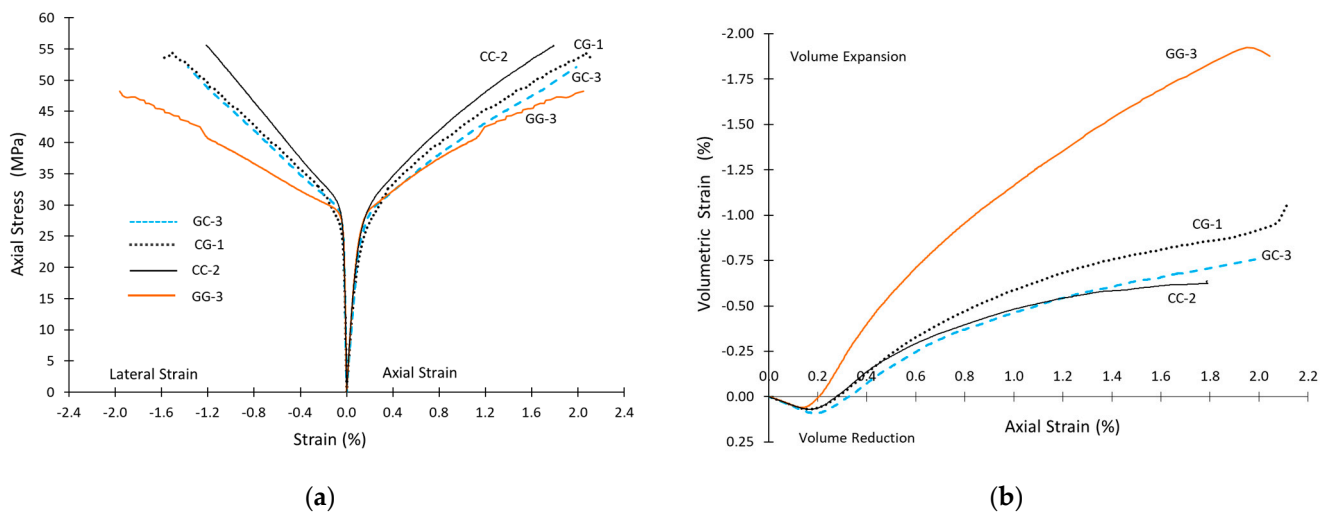 60
55
50
45
40
35
30
25
20
15
10
5
0
Axial Stress (MPa)
CC-2
CG-1
GC-3
GG-3
GC-3
CG-1
CC-2
GG-3
Lateral Strain
Axial Strain
-2.4 -2.0 -1.6 -1.2 -0.8 -0.4 0.0 0.4 0.8 1.2 1.6 2.0 2.4
Strain (%)
(a)
-2.00
-1.75
-1.50
-1.25
-1.00
-0.75
-0.50
-0.25
0.00
0.25
Volumetric Strain (%)
Volume Expansion
GG-3
CG-1
GC-3
CC-2
0.0 0.2 0.4 0.6 0.8 1.0 1.2 1.4 1.6 1.8 2.0 2.2
Volume Reduction
Axial Strain (%)
(b)